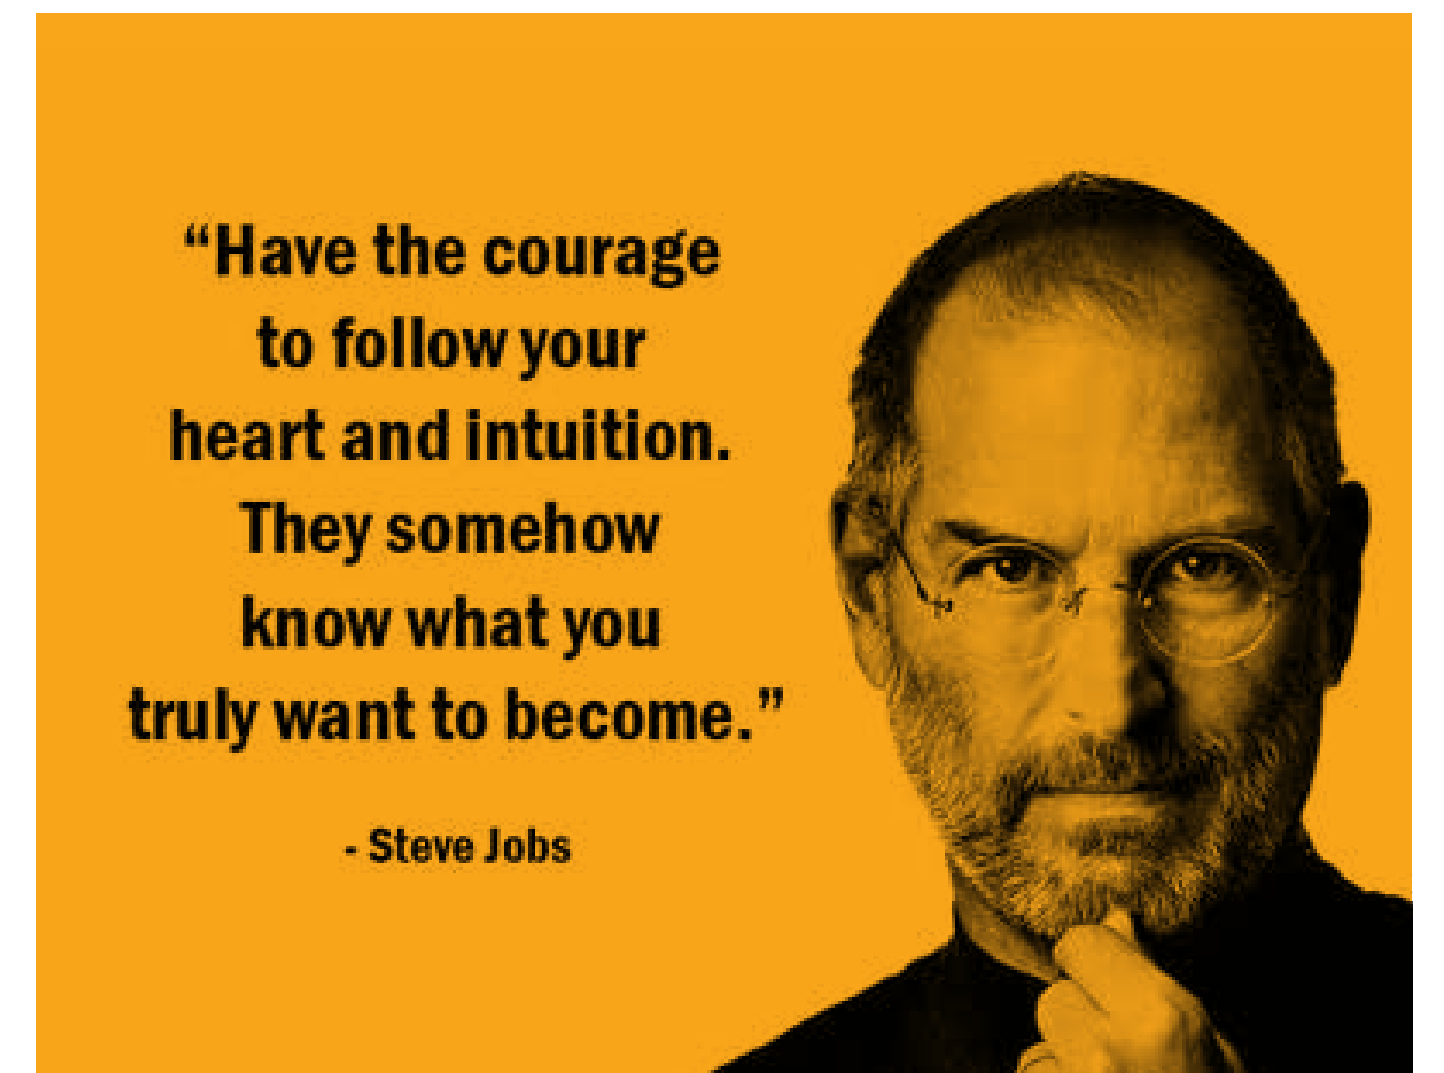 “Have the courage
to follow your
heart and intuition.
They somehow
know what you
truly want to become.”
- Steve Jobs